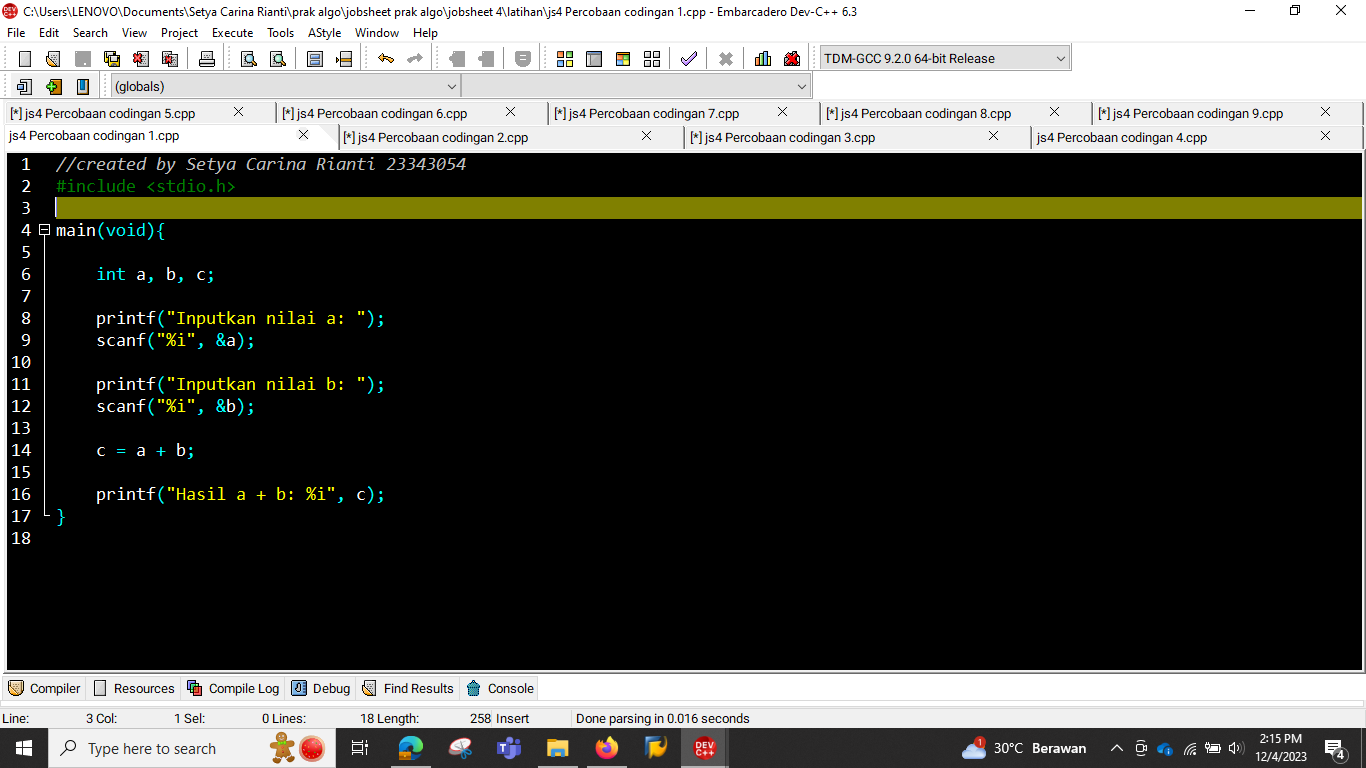 C:\Users\LENOVO\Documents\Setya Carina Rianti\prak algo\jobsheet prak algo\jobsheet 4\latihan\js4 Percobaan codingan 1.cpp - Embarcadero Dev-C++ 6.3
File Edit Search View Project Execute Tools AStyle Window Help
TDM-GCC 9.2.0 64-bit Release
(globals)
[*] js4 Percobaan codingan 5.cpp [*] js4 Percobaan codingan 6.cpp [*] js4 Percobaan codingan 7.cpp [*] js4 Percobaan codingan 8.cpp [*] js4 Percobaan codingan 9.cpp
js4 Percobaan codingan 1.cpp [*] js4 Percobaan codingan 2.cpp [*] js4 Percobaan codingan 3.cpp js4 Percobaan codingan 4.cpp
1 //created by Setya Carina Rianti 23343054
2 #include <stdio.h>
3
4 main(void){
5
6 int a, b, c;
7
8 printf("Inputkan nilai a: ");
9 scanf("%i", &a);
10
11 printf("Inputkan nilai b: ");
12 scanf("%i", &b);
13
14 c = a + b;
15
16 printf("Hasil a + b: %i", c);
17 }
18
Compiler Resources Compile Log Debug Find Results Console
Line: 3 Col: 1 Sel: 0 Lines: 18 Length: 258 Insert Done parsing in 0.016 seconds
Type here to search DEV C++ 30°C Berawan 2:15 PM
12/4/2023 4